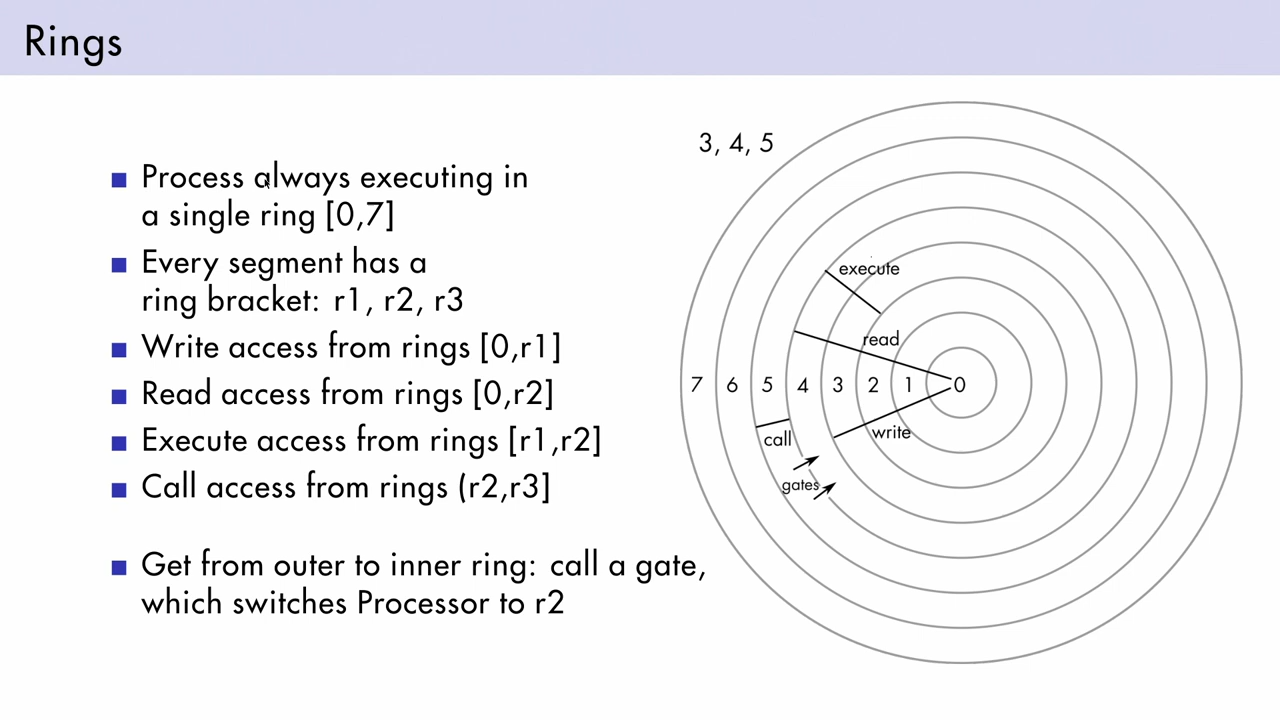 Rings
■ Process always executing in
a single ring [0,7]
■ Every segment has a
ring bracket: r1, r2, r3
■ Write access from rings [0,r1]
■ Read access from rings [0,r2]
■ Execute access from rings [r1,r2]
■ Call access from rings (r2,r3]
■ Get from outer to inner ring: call a gate,
which switches Processor to r2
3, 4, 5
execute
read
7 6 5 4 3 2 1 0
write
call
gates